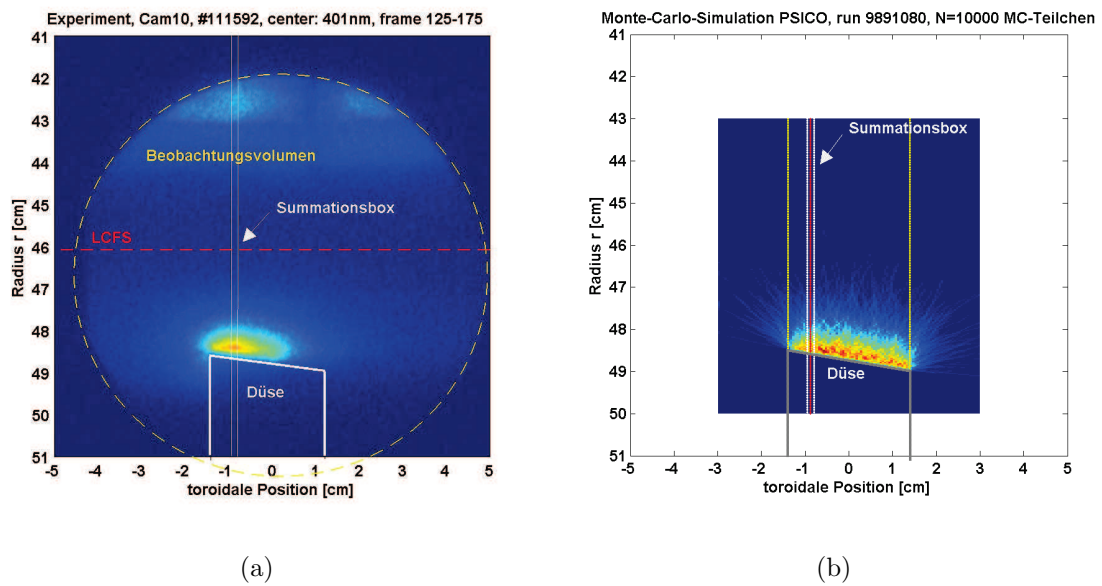 Experiment, Cam10, #111592, center: 401nm, frame 125-175
41
42
43
44
45
46
47
48
49
50
51
Radius r [cm]
Beobachtungsvolumen
Summationsbox
LCFS
Düse
-5 -4 -3 -2 -1 0 1 2 3 4 5
toroidale Position [cm]
(a)
Monte-Carlo-Simulation PSICO, run 9891080, N=10000 MC-Teilchen
41
42
43
44
45
46
47
48
49
50
51
Radius r [cm]
Summationsbox
Düse
-5 -4 -3 -2 -1 0 1 2 3 4 5
toroidale Position [cm]
(b)